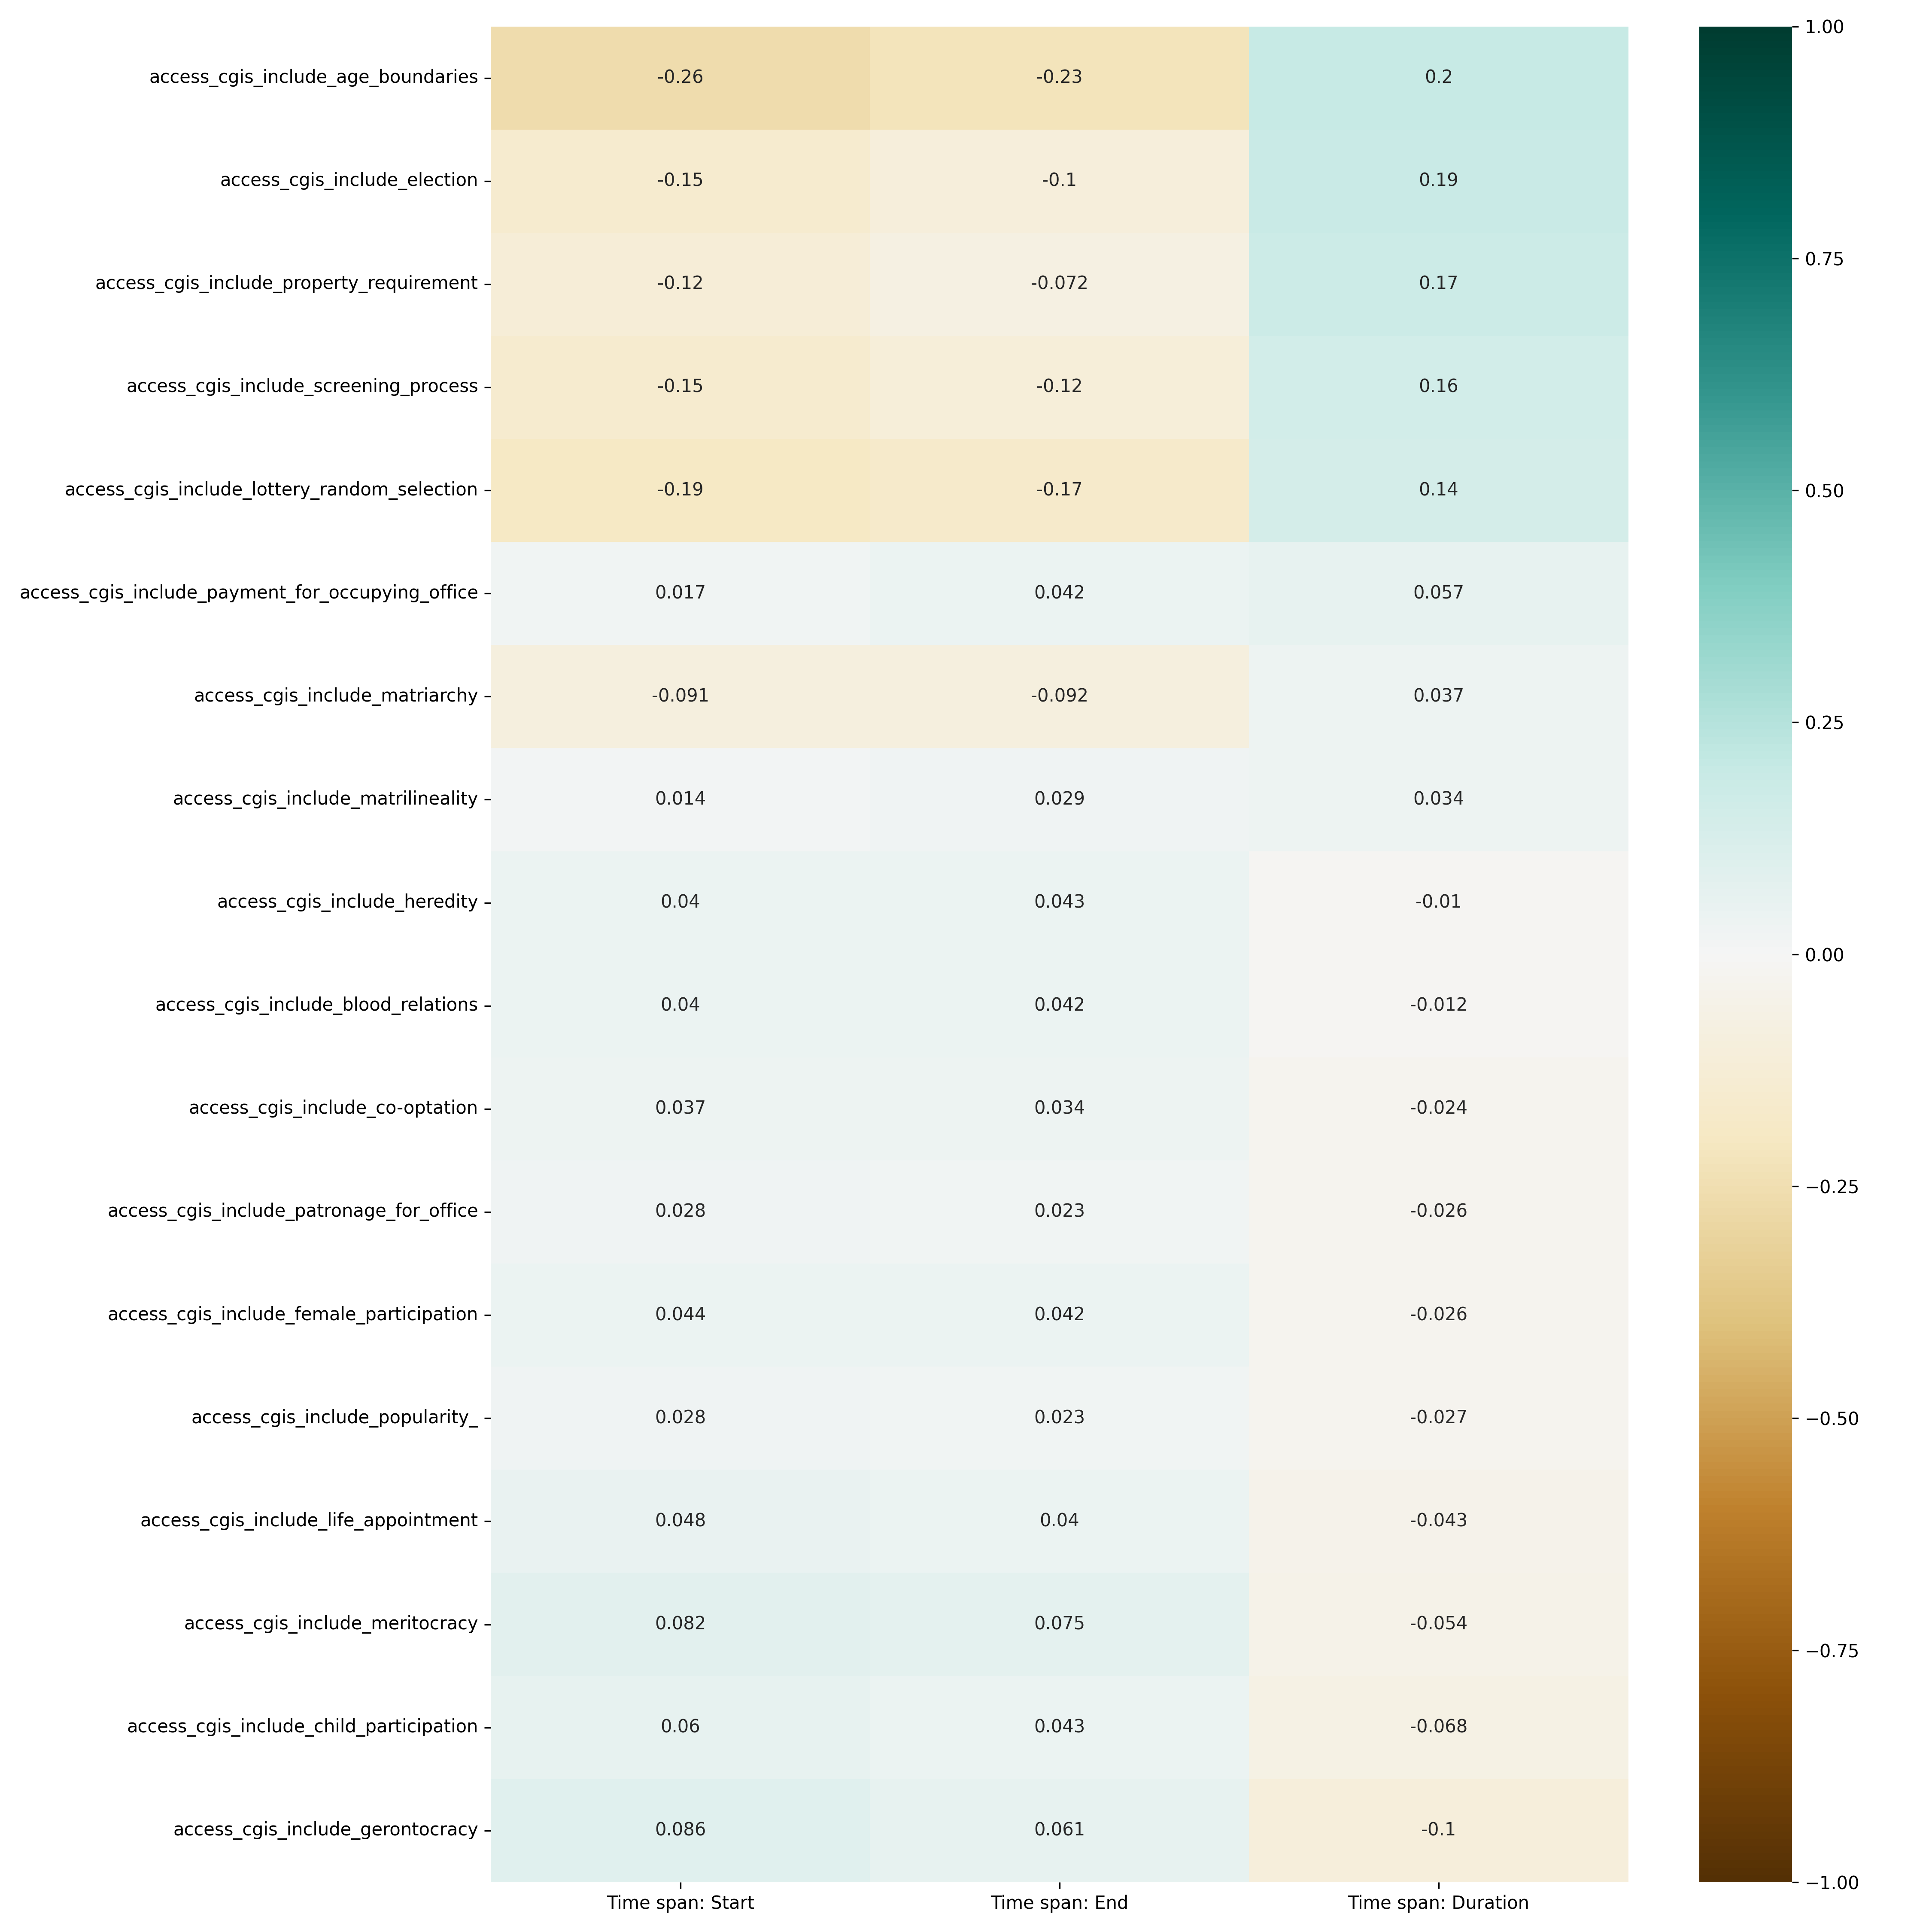 access_cgis_include_age_boundaries -0.26 -0.23 0.2
access_cgis_include_election -0.15 -0.1 0.19
access_cgis_include_property_requirement -0.12 -0.072 0.17
access_cgis_include_screening_process -0.15 -0.12 0.16
access_cgis_include_lottery_random_selection -0.19 -0.17 0.14
access_cgis_include_payment_for_occupying_office 0.017 0.042 0.057
access_cgis_include_matriarchy -0.091 -0.092 0.037
access_cgis_include_matrilineality 0.014 0.029 0.034
access_cgis_include_heredity 0.04 0.043 -0.01
access_cgis_include_blood_relations 0.04 0.042 -0.012
access_cgis_include_co-optation 0.037 0.034 -0.024
access_cgis_include_patronage_for_office 0.028 0.023 -0.026
access_cgis_include_female_participation 0.044 0.042 -0.026
access_cgis_include_popularity_ 0.028 0.023 -0.027
access_cgis_include_life_appointment 0.048 0.04 -0.043
access_cgis_include_meritocracy 0.082 0.075 -0.054
access_cgis_include_child_participation 0.06 0.043 -0.068
access_cgis_include_gerontocracy 0.086 0.061 -0.1
Time span: Start Time span: End Time span: Duration
1.00
0.75
0.50
0.25
0.00
−0.25
−0.50
−0.75
−1.00